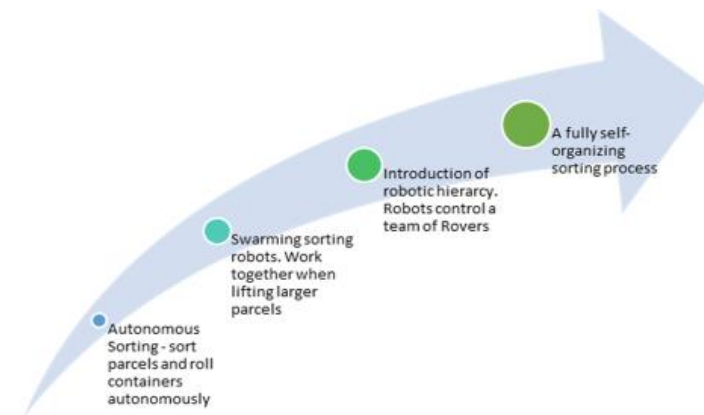 A fully self-
organizing
sorting process
Introduction of
robotic hierarcy.
Robots control a
team of Rovers
Swarming sorting
robots. Work
together when
lifting larger
parcels
Autonomous
Sorting - sort
parcels and roll
containers
autonomously